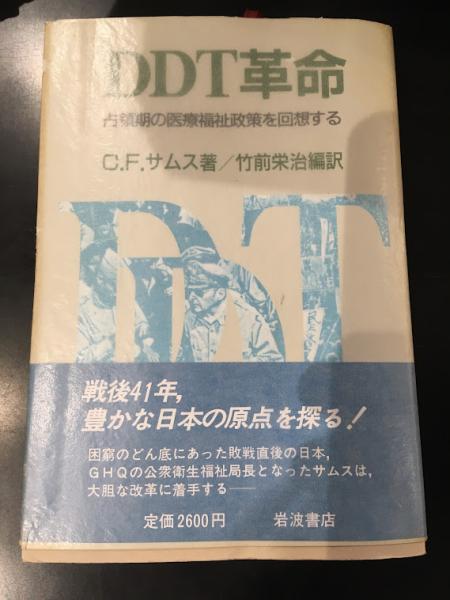 DDT革命
占領期の医療福祉政策を回想する
C.F.サムス著/竹前栄治編訳
DDT
戦後41年,
豊かな日本の原点を探る!
困窮のどん底にあった敗戦直後の日本,
GHQの公衆衛生福祉局長となったサムスは,
大胆な改革に着手する——
定価2600円 岩波書店